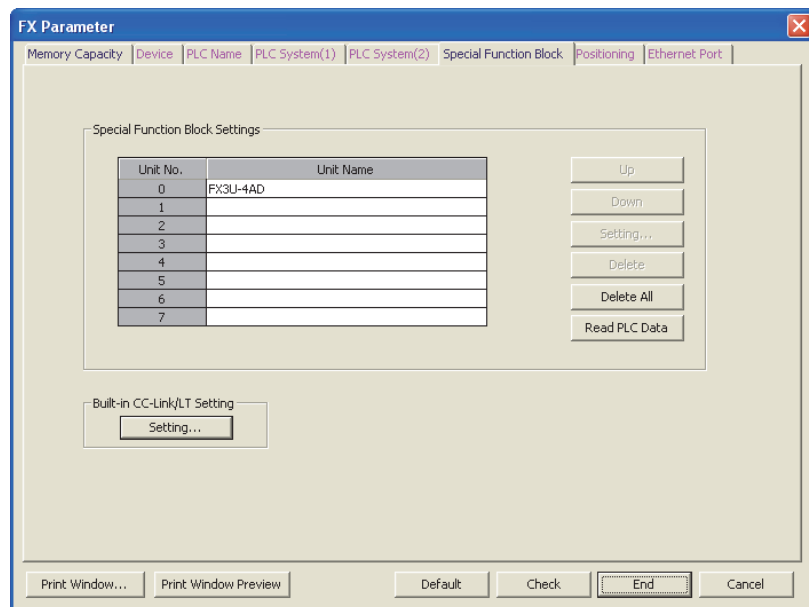 FX Parameter
Memory Capacity Device PLC Name PLC System(1) PLC System(2) Special Function Block Positioning Ethernet Port
Special Function Block Settings
Unit No. Unit Name
0 FX3U-4AD
1
2
3
4
5
6
7
Up
Down
Setting...
Delete
Delete All
Read PLC Data
Built-in CC-Link/LT Setting
Setting...
Print Window... Print Window Preview Default Check End Cancel